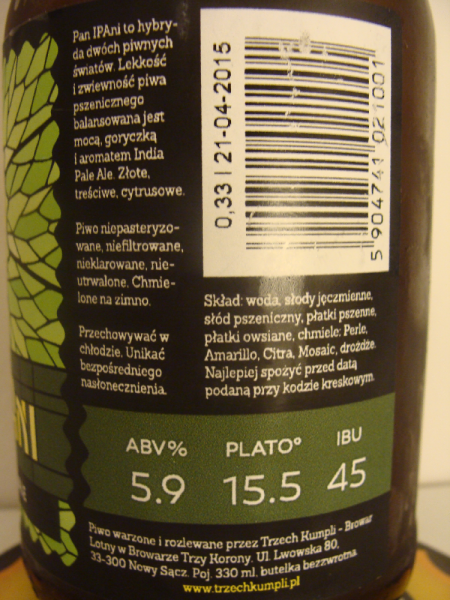 Pan IPAni to hybry-
da dwóch piwnych
światów. Lekkość
i zwiewność piwa
pszenicznego
balansowana jest
mocą, goryczką
i aromatem India
Pale Ale. Złote,
treściwe, cytrusowe.
Piwo niepasteryzo-
wane, niefiltrowane,
nieklarowane, nie-
utrwalone. Chmie-
lone na zimno.
Przechowywać w
chłodzie. Unikać
bezpośredniego
nasłonecznienia.
0,33 l 21-04-2015
5 904741 021001
Skład: woda, słody jęczmienne,
słód pszeniczny, płatki pszenne,
płatki owsiane, chmiele: Perle,
Amarillo, Citra, Mosaic, drożdże.
Najlepiej spożyć przed datą
podaną przy kodzie kreskowym.
ABV% PLATO° IBU
5.9 15.5 45
Piwo warzone i rozlewane przez Trzech Kumpli - Browar
Lotny w Browarze Trzy Korony. Ul. Lwowska 80,
33-300 Nowy Sącz. Poj. 330 ml. butelka bezzwrotna.
www.trzechkumpli.pl